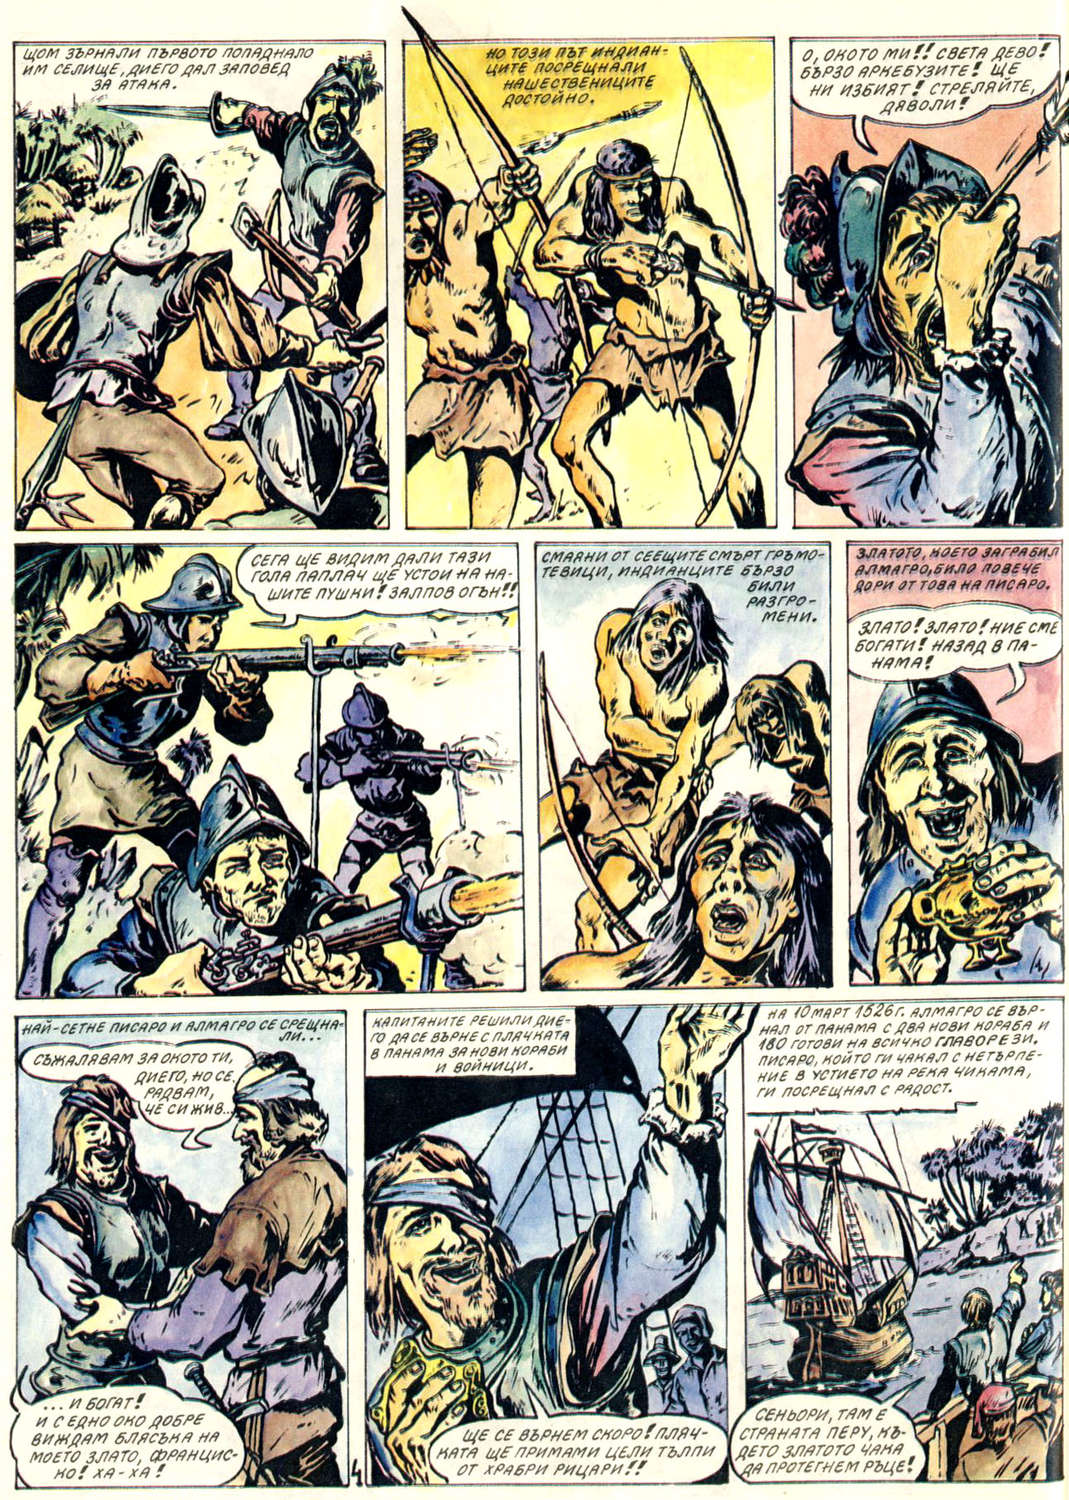 ЩОМ ЗЪРНАЛИ ПЪРВОТО ПОПАДНАЛО
ИМ СЕЛИЩЕ, ДИЕГО ДАЛ ЗАПОВЕД
ЗА АТАКА.
НО ТОЗИ ПЪТ ИНДИАН-
ЦИТЕ ПОСРЕЩНАЛИ
НАШЕСТВЕНИЦИТЕ
ДОСТОЙНО.
О, ОКОТО МИ!! СВЕТА ДЕВО!
БЪРЗО АРКЕБУЗИТЕ! ЩЕ
НИ ИЗБИЯТ! СТРЕЛЯЙТЕ,
ДЯВОЛИ!
СЕГА ЩЕ ВИДИМ ДАЛИ ТАЗИ
ГОЛА ПАПЛАЧ ЩЕ УСТОИ НА НА-
ШИТЕ ПУШКИ! ЗАЛПОВ ОГЪН!!
СМАЯНИ ОТ СЕЕЩИТЕ СМЪРТ ГРЪМО-
ТЕВИЦИ, ИНДИАНЦИТЕ БЪРЗО
БИЛИ
РАЗГРО-
МЕНИ.
ЗЛАТОТО, КОЕТО ЗАГРАБИЛ
АЛМАГРО, БИЛО ПОВЕЧЕ
ДОРИ ОТ ТОВА НА ПИСАРО.
ЗЛАТО! ЗЛАТО! НИЕ СМЕ
БОГАТИ! НАЗАД В ПА-
НАМА!
НАЙ-СЕТНЕ ПИСАРО И АЛМАГРО СЕ СРЕЩНА-
ЛИ...
СЪЖАЛЯВАМ ЗА ОКОТО ТИ,
ДИЕГО, НО СЕ
РАДВАМ,
ЧЕ СИ ЖИВ...
... И БОГАТ!
И С ЕДНО ОКО ДОБРЕ
ВИЖДАМ БЛЯСЪКА НА
МОЕТО ЗЛАТО, ФРАНЦИС-
КО! ХА-ХА!
КАПИТАНИТЕ РЕШИЛИ ДИЕ-
ГО ДА СЕ ВЪРНЕ С ПЛЯЧКАТА
В ПАНАМА ЗА НОВИ КОРАБИ
И ВОЙНИЦИ.
ЩЕ СЕ ВЪРНЕМ СКОРО! ПЛЯЧ-
КАТА ЩЕ ПРИМАМИ ЦЕЛИ ТЪЛПИ
ОТ ХРАБРИ РИЦАРИ!!
НА 10 МАРТ 1526 Г. АЛМАГРО СЕ ВЪР-
НАЛ ОТ ПАНАМА С ДВА НОВИ КОРАБА И
180 ГОТОВИ НА ВСИЧКО ГЛАВОРЕЗИ.
ПИСАРО, КОЙТО ГИ ЧАКАЛ С НЕТЪРПЕ-
НИЕ В УСТИЕТО НА РЕКА ЧИКАМА,
ГИ ПОСРЕЩНАЛ С РАДОСТ.
СЕНЬОРИ, ТАМ Е
СТРАНАТА ПЕРУ, КЪ-
ДЕТО ЗЛАТОТО ЧАКА
ДА ПРОТЕГНЕМ РЪЦЕ!
4